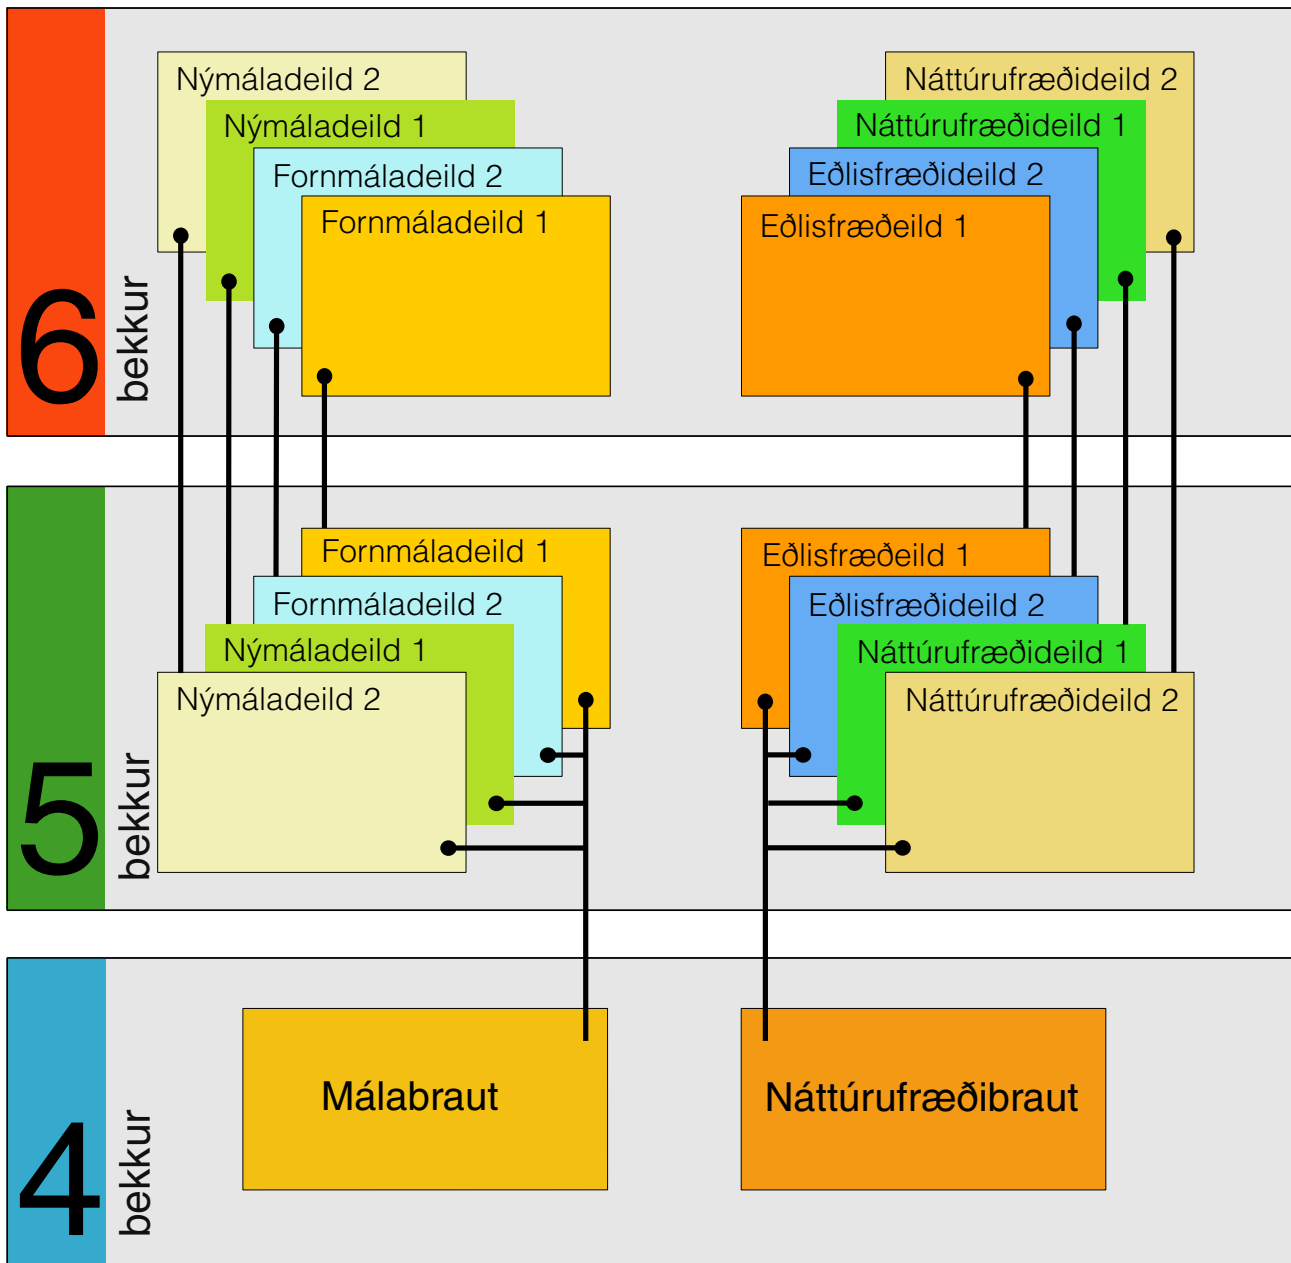 6
bekkur
Nýmáladeild 2
Nýmáladeild 1
Fornmáladeild 2
Fornmáladeild 1
Náttúrufræðideild 2
Náttúrufræðideild 1
Eðlisfræðideild 2
Eðlisfræðeild 1
5
bekkur
Fornmáladeild 1
Fornmáladeild 2
Nýmáladeild 1
Nýmáladeild 2
Eðlisfræðeild 1
Eðlisfræðideild 2
Náttúrufræðideild 1
Náttúrufræðideild 2
4
bekkur
Málabraut
Náttúrufræðibraut